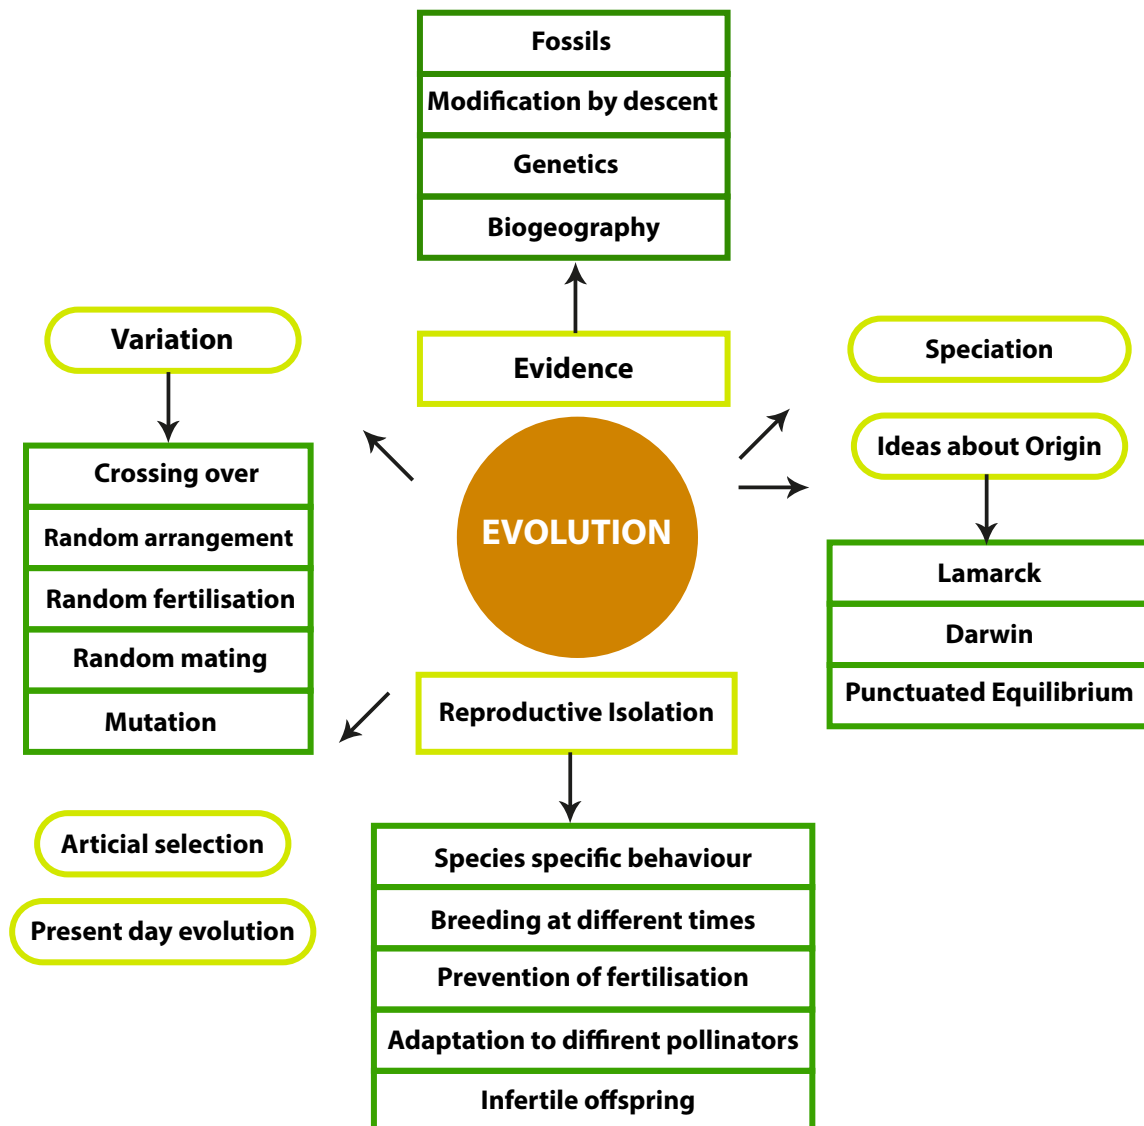 Fossils
Modification by descent
Genetics
Biogeography
Evidence
Variation
Crossing over
Random arrangement
Random fertilisation
Random mating
Mutation
Speciation
Ideas about Origin
Lamarck
Darwin
Punctuated Equilibrium
EVOLUTION
Reproductive Isolation
Species specific behaviour
Breeding at different times
Prevention of fertilisation
Adaptation to diffirent pollinators
Infertile offspring
Articial selection
Present day evolution